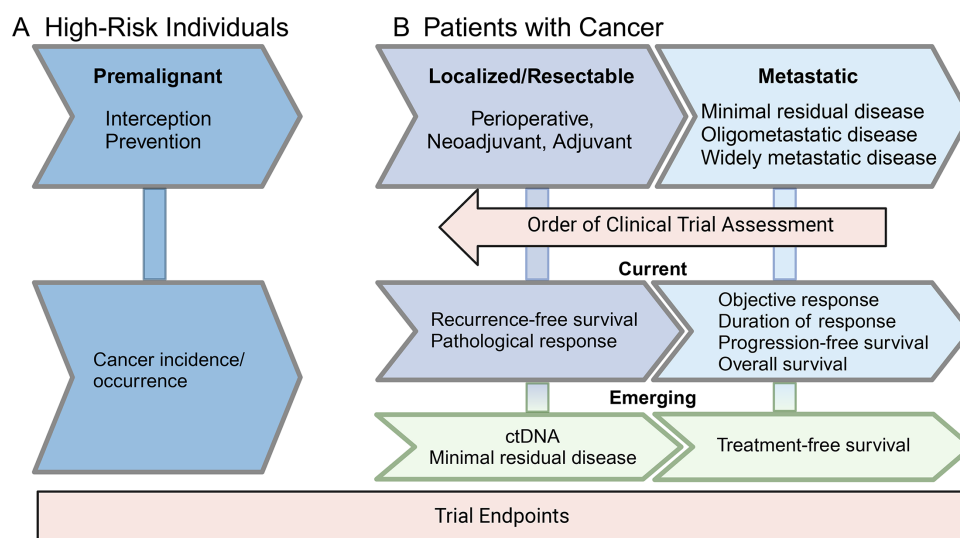 A High-Risk Individuals
Premalignant
Interception
Prevention
Cancer incidence/
occurrence
B Patients with Cancer
Localized/Resectable
Perioperative,
Neoadjuvant, Adjuvant
Metastatic
Minimal residual disease
Oligometastatic disease
Widely metastatic disease
Order of Clinical Trial Assessment
Current
Recurrence-free survival
Pathological response
Objective response
Duration of response
Progression-free survival
Overall survival
Emerging
ctDNA
Minimal residual disease
Treatment-free survival
Trial Endpoints